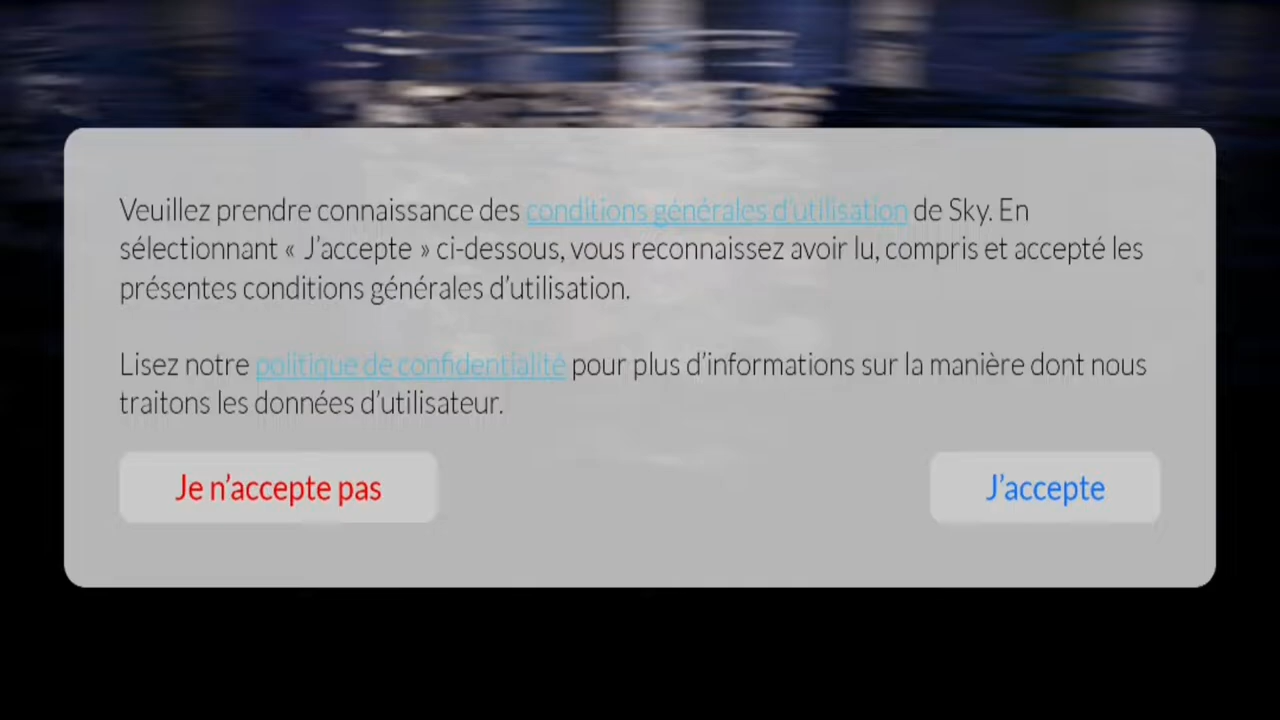 Veuillez prendre connaissance des conditions générales d’utilisation de Sky. En
sélectionnant « J’accepte » ci-dessous, vous reconnaissez avoir lu, compris et accepté les
présentes conditions générales d’utilisation.
Lisez notre politique de confidentialité pour plus d’informations sur la manière dont nous
traitons les données d’utilisateur.
Je n’accepte pas
J’accepte